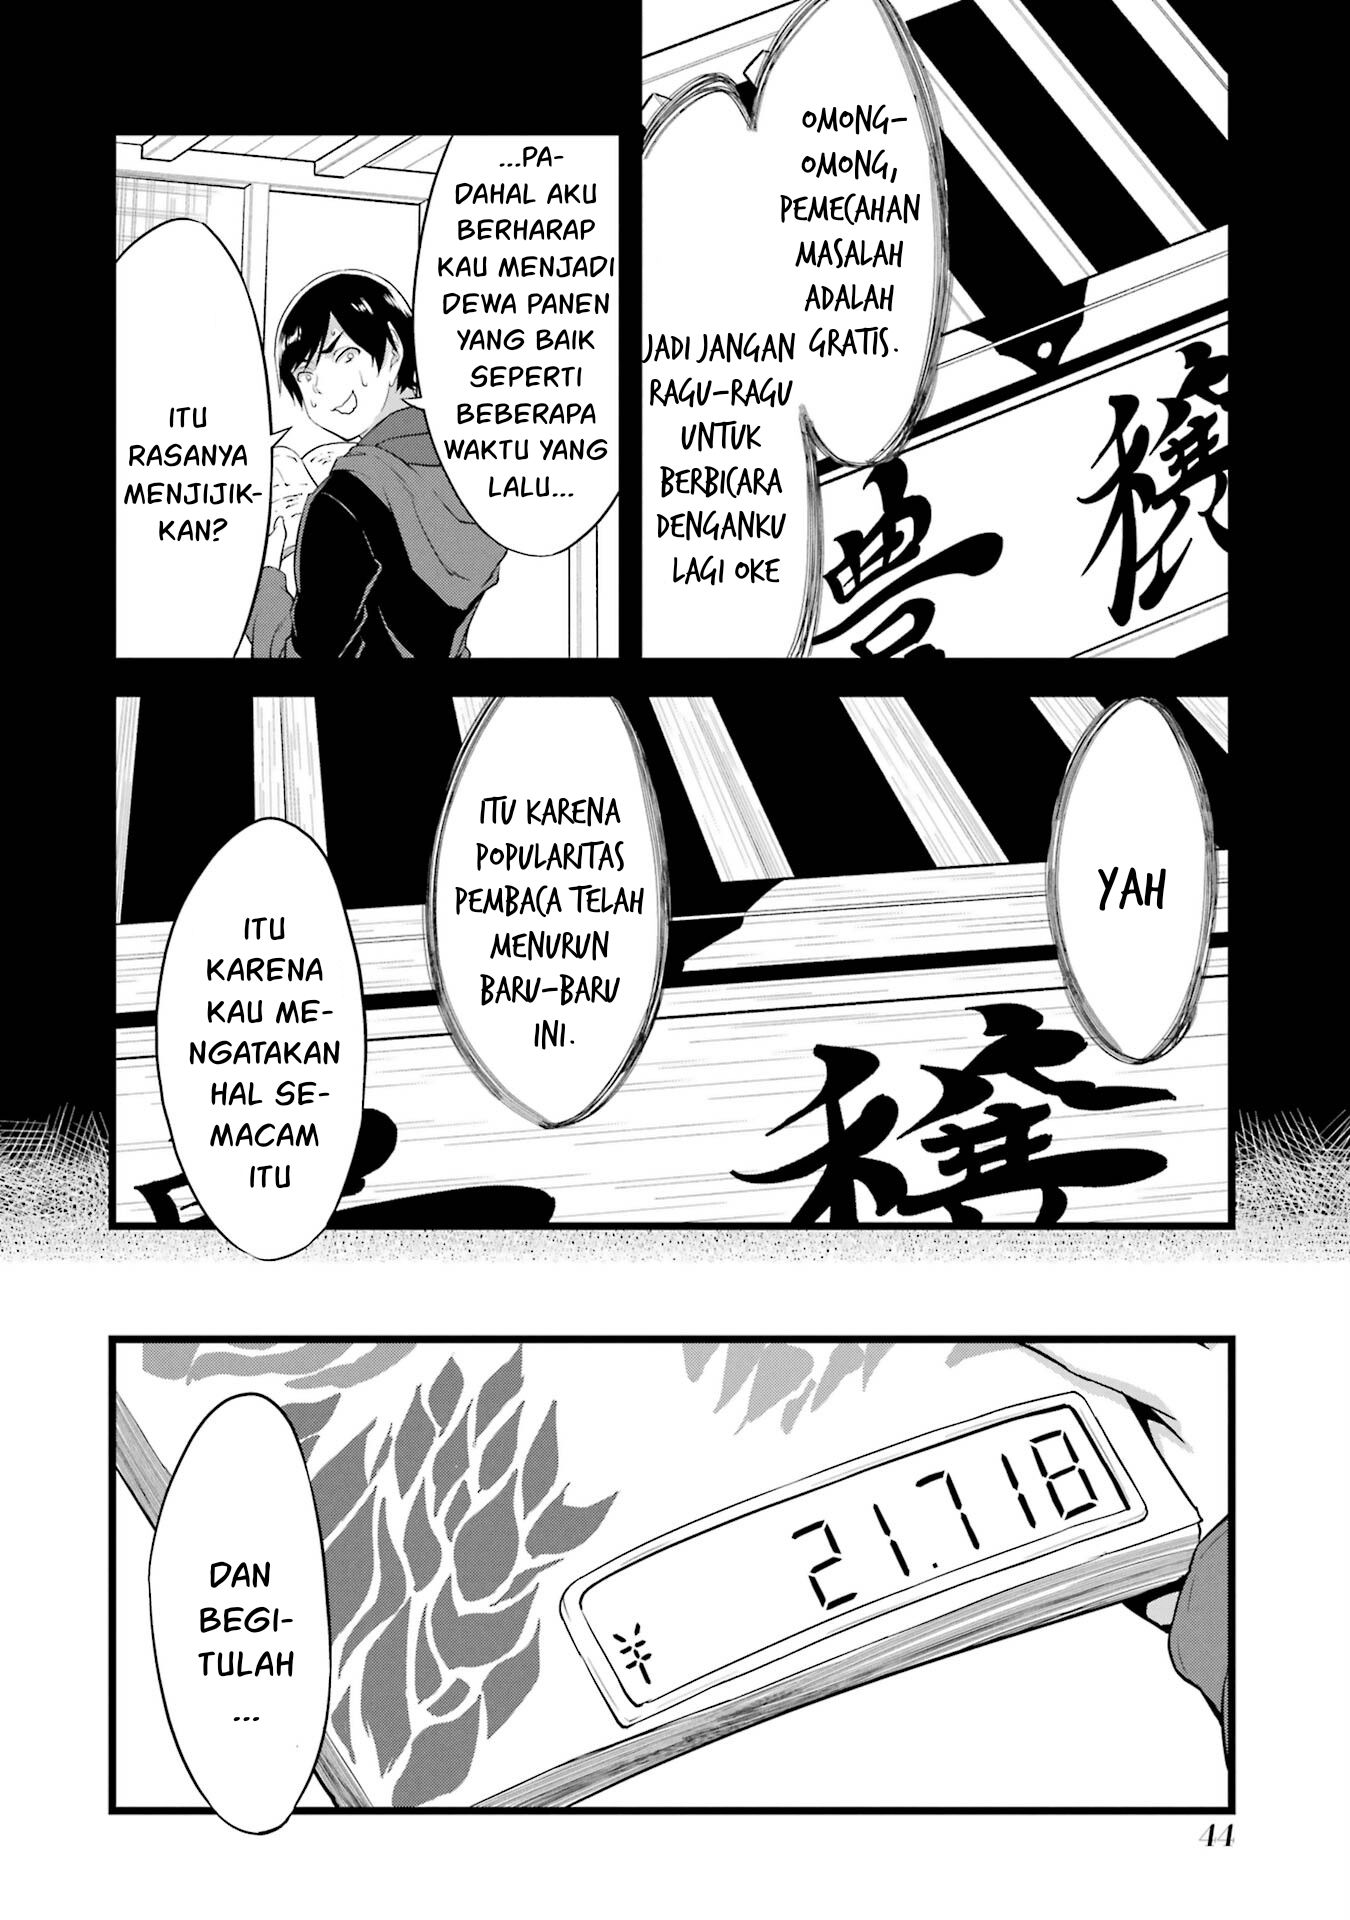 OMONG-
OMONG,
PEMECAHAN
MASALAH
ADALAH
GRATIS.
JADI JANGAN
RAGU-RAGU
UNTUK
BERBICARA
DENGANKU
LAGI OKE
穣
豊
...PA-
DAHAL AKU
BERHARAP
KAU MENJADI
DEWA PANEN
YANG BAIK
SEPERTI
BEBERAPA
WAKTU YANG
LALU...
ITU
RASANYA
MENJIJIK-
KAN?
YAH
ITU KARENA
POPULARITAS
PEMBACA TELAH
MENURUN
BARU-BARU
INI.
ITU
KARENA
KAU ME-
NGATAKAN
HAL SE-
MACAM
ITU
穣
21.718
¥
DAN
BEGI-
TULAH
...
44